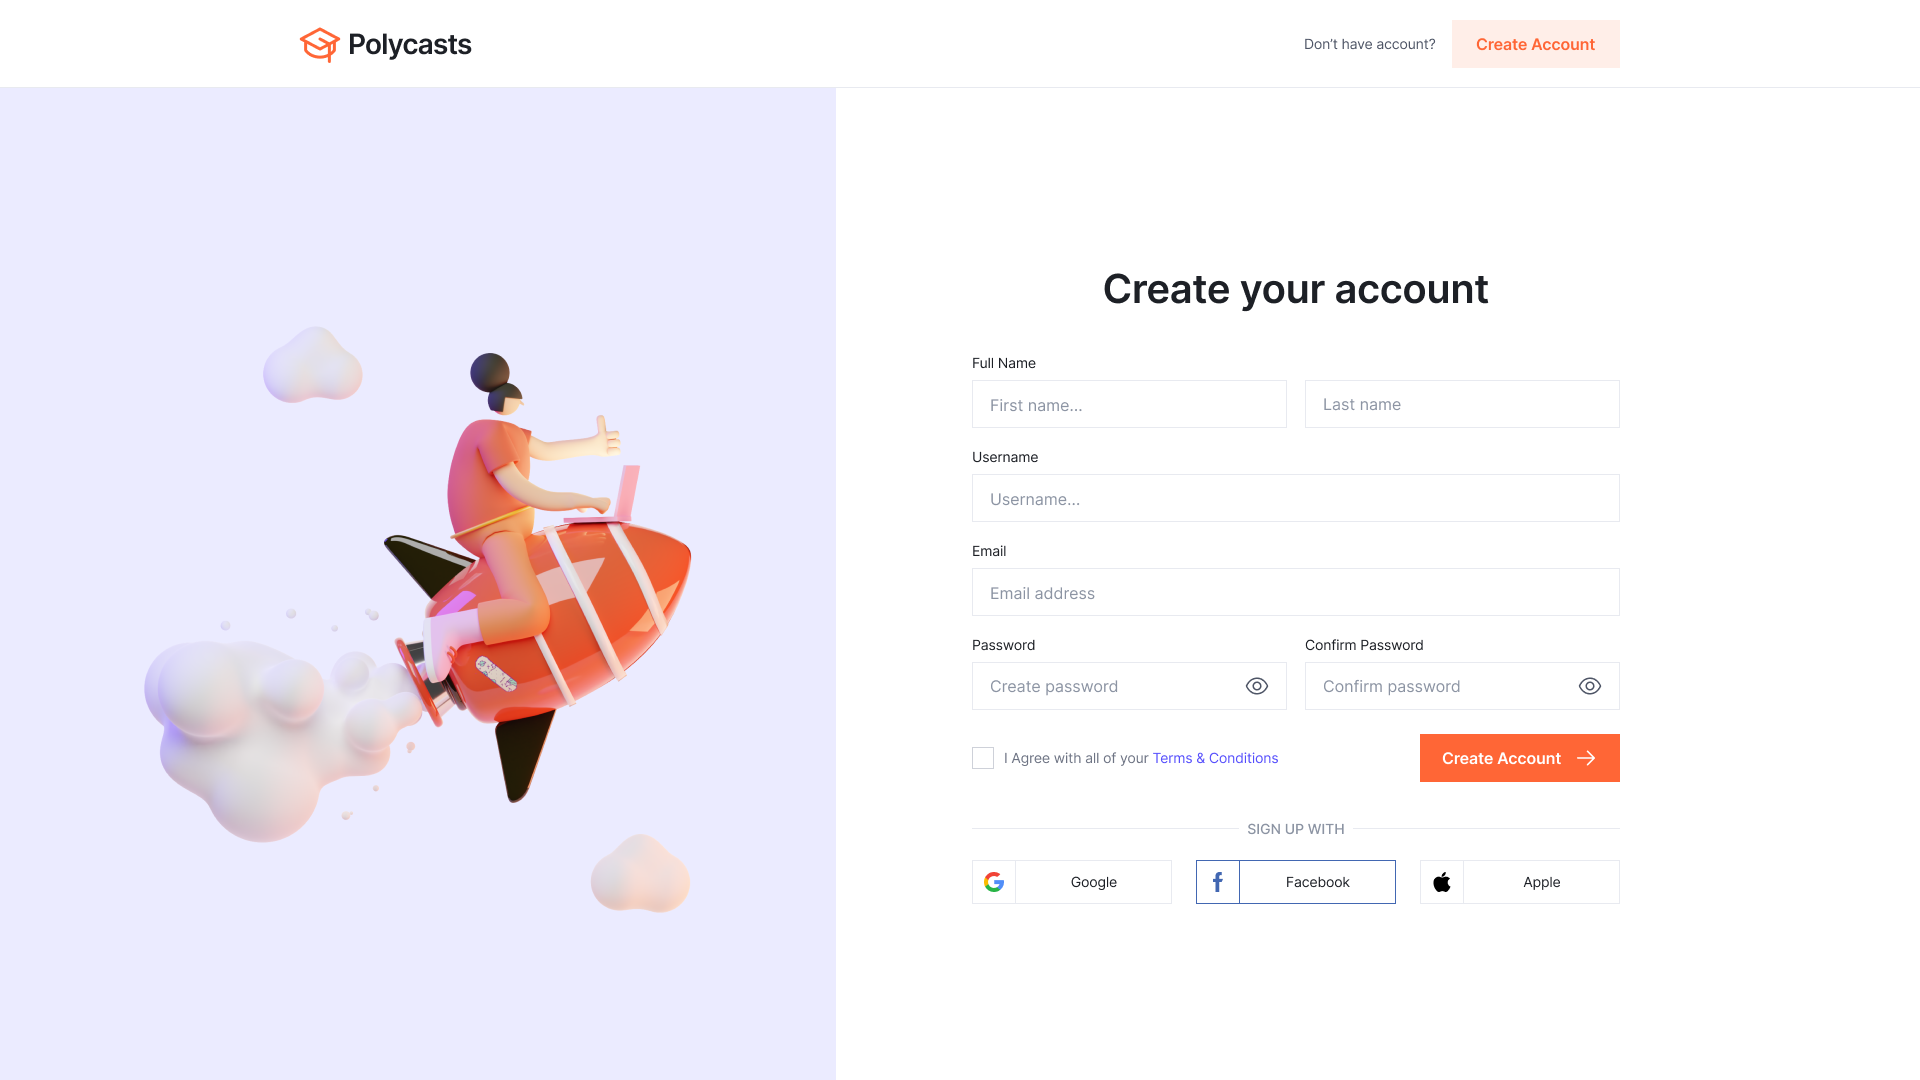 Polycasts
Don't have account?
Create Account
Create your account
Full Name
First name...
Last name
Username
Username...
Email
Email address
Password
Confirm Password
Create password
Confirm password
I Agree with all of your Terms & Conditions
Create Account
SIGN UP WITH
Google
Facebook
Apple